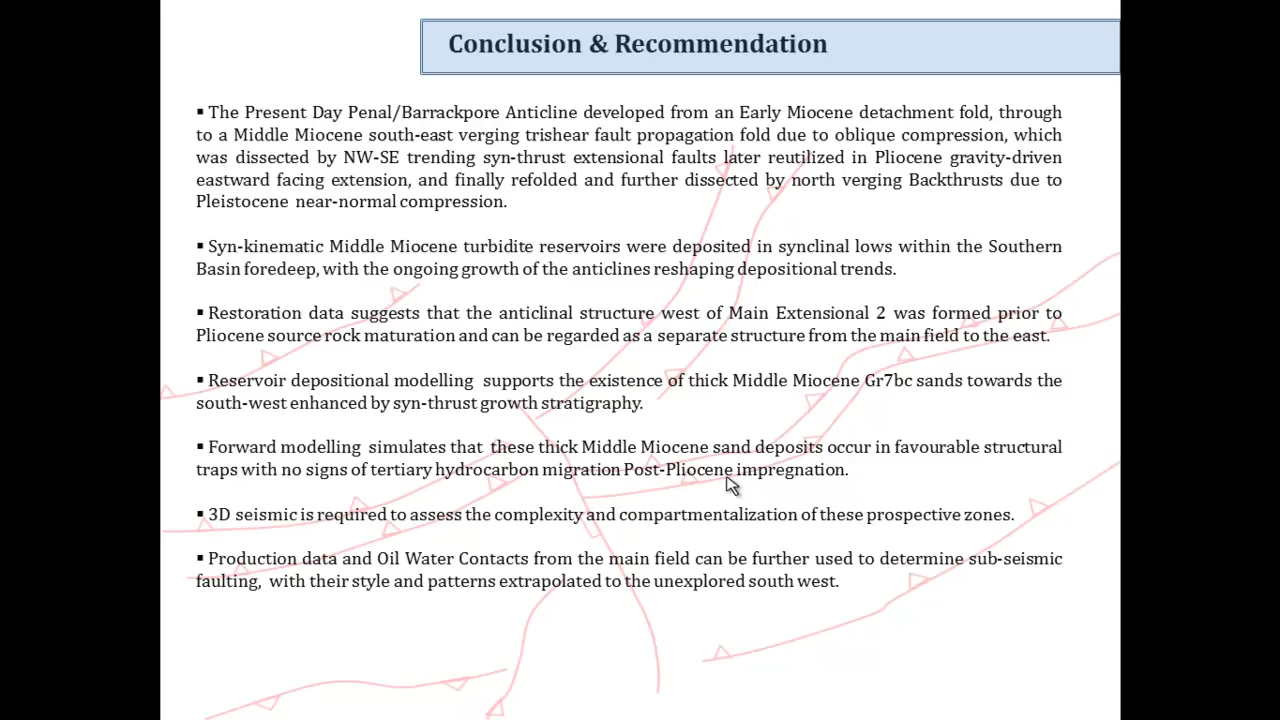 Conclusion & Recommendation
▪ The Present Day Penal/Barrackpore Anticline developed from an Early Miocene detachment fold, through
to a Middle Miocene south-east verging trishear fault propagation fold due to oblique compression, which
was dissected by NW-SE trending syn-thrust extensional faults later reutilized in Pliocene gravity-driven
eastward facing extension, and finally refolded and further dissected by north verging Backthrusts due to
Pleistocene near-normal compression.
▪ Syn-kinematic Middle Miocene turbidite reservoirs were deposited in synclinal lows within the Southern
Basin foredeep, with the ongoing growth of the anticlines reshaping depositional trends.
▪ Restoration data suggests that the anticlinal structure west of Main Extensional 2 was formed prior to
Pliocene source rock maturation and can be regarded as a separate structure from the main field to the east.
▪ Reservoir depositional modelling supports the existence of thick Middle Miocene Gr7bc sands towards the
south-west enhanced by syn-thrust growth stratigraphy.
▪ Forward modelling simulates that these thick Middle Miocene sand deposits occur in favourable structural
traps with no signs of tertiary hydrocarbon migration Post-Pliocene impregnation.
▪ 3D seismic is required to assess the complexity and compartmentalization of these prospective zones.
▪ Production data and Oil Water Contacts from the main field can be further used to determine sub-seismic
faulting, with their style and patterns extrapolated to the unexplored south west.